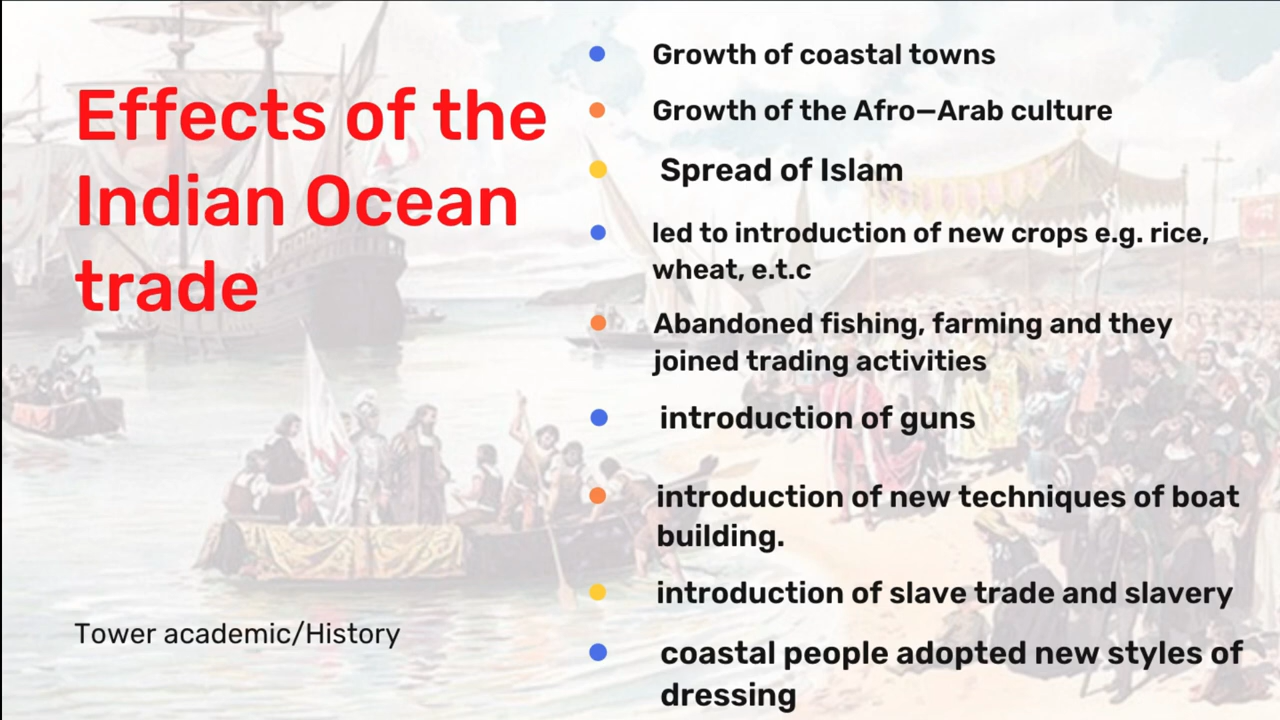 Effects of the
Indian Ocean
trade
Tower academic/History
Growth of coastal towns
Growth of the Afro–Arab culture
Spread of Islam
led to introduction of new crops e.g. rice,
wheat, e.t.c
Abandoned fishing, farming and they
joined trading activities
introduction of guns
introduction of new techniques of boat
building.
introduction of slave trade and slavery
coastal people adopted new styles of
dressing